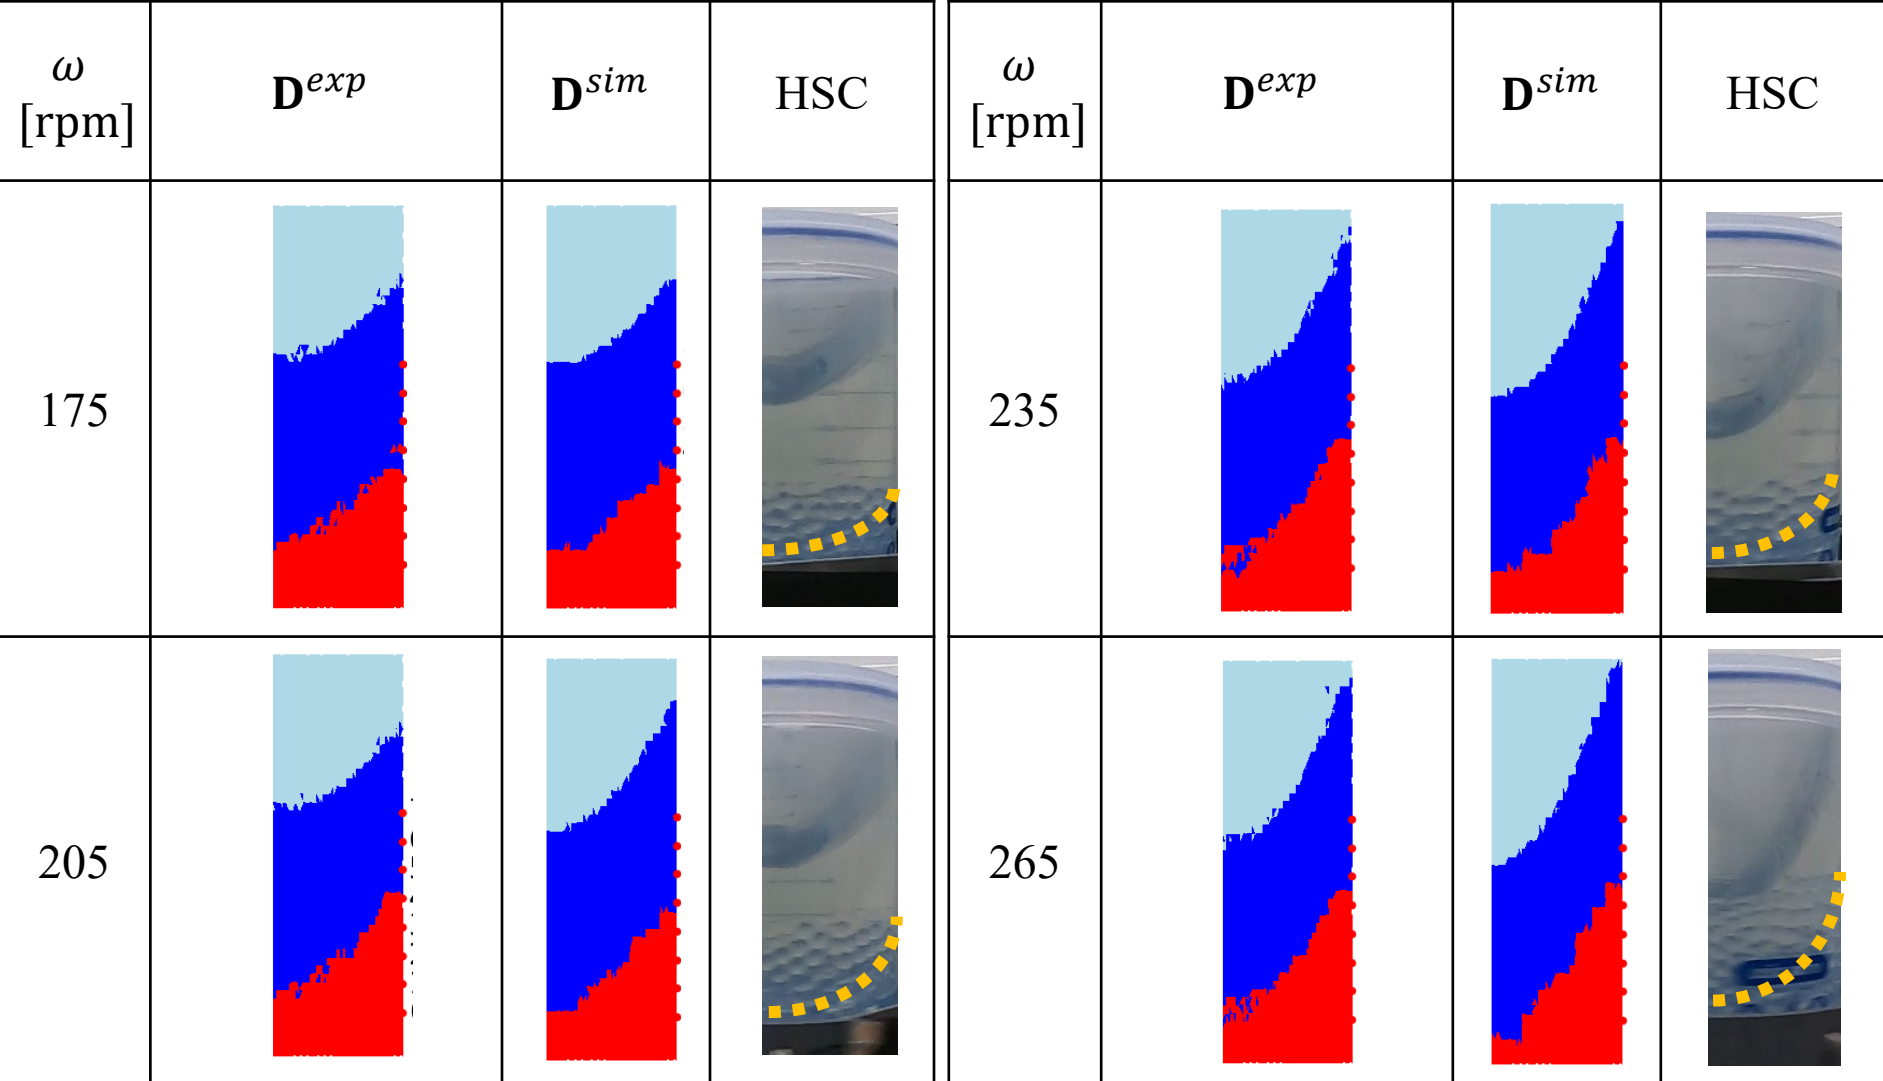 ω [rpm] D^exp D^sim HSC ω [rpm] D^exp D^sim HSC
175 235
205 265